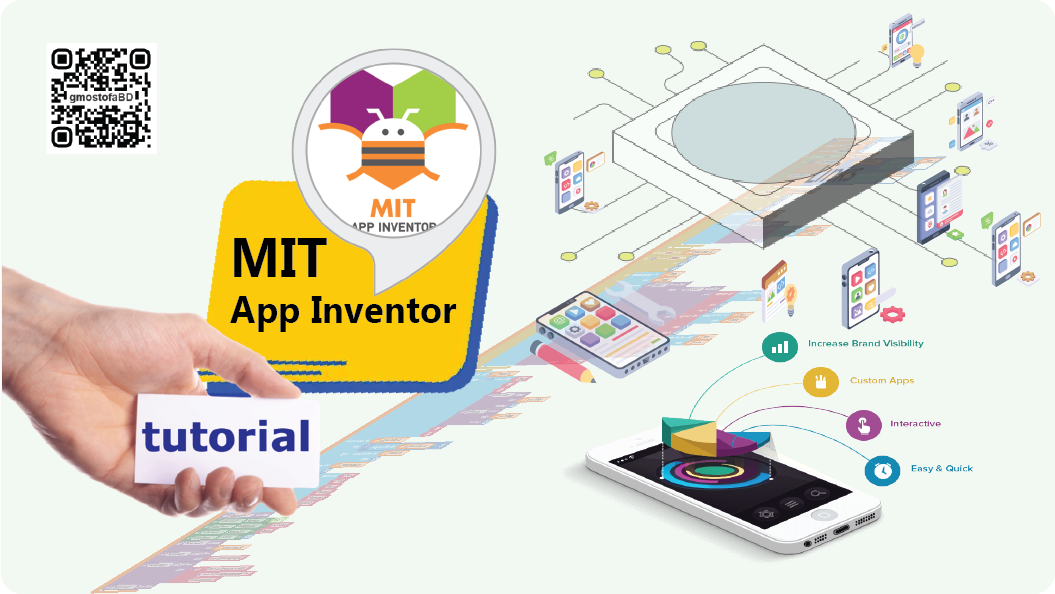 gmostofaBD
MIT
APP INVENTOR
MIT
App Inventor
tutorial
Increase Brand Visibility
Custom Apps
Interactive
Easy & Quick